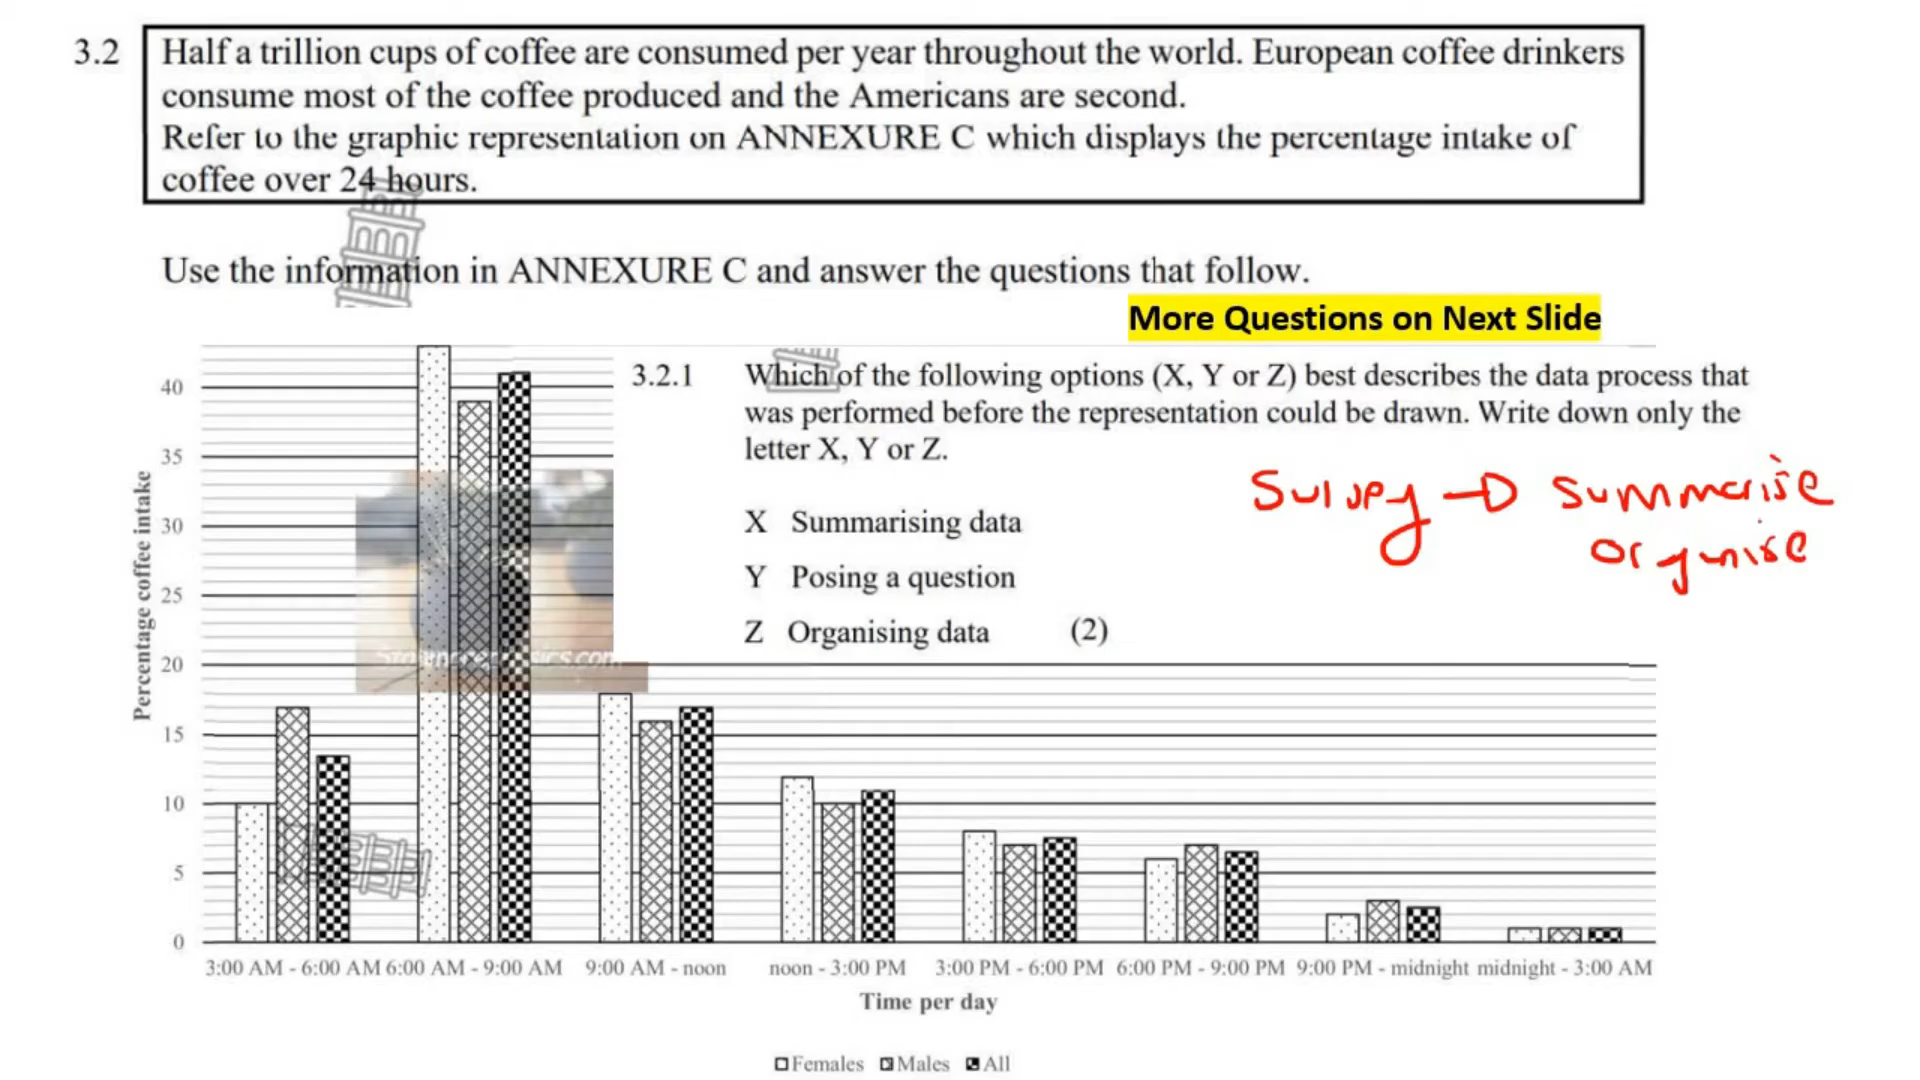 3.2
Half a trillion cups of coffee are consumed per year throughout the world. European coffee drinkers
consume most of the coffee produced and the Americans are second.
Refer to the graphic representation on ANNEXURE C which displays the percentage intake of
coffee over 24 hours.
Use the information in ANNEXURE C and answer the questions that follow.
More Questions on Next Slide
3.2.1 Which of the following options (X, Y or Z) best describes the data process that
was performed before the representation could be drawn. Write down only the
letter X, Y or Z.
X Summarising data
Y Posing a question
Z Organising data (2)
summarise
organise
Percentage coffee intake
40
35
30
25
20
15
10
5
0
3:00 AM - 6:00 AM 6:00 AM - 9:00 AM 9:00 AM - noon noon - 3:00 PM 3:00 PM - 6:00 PM 6:00 PM - 9:00 PM 9:00 PM - midnight midnight - 3:00 AM
Time per day
Females Males All